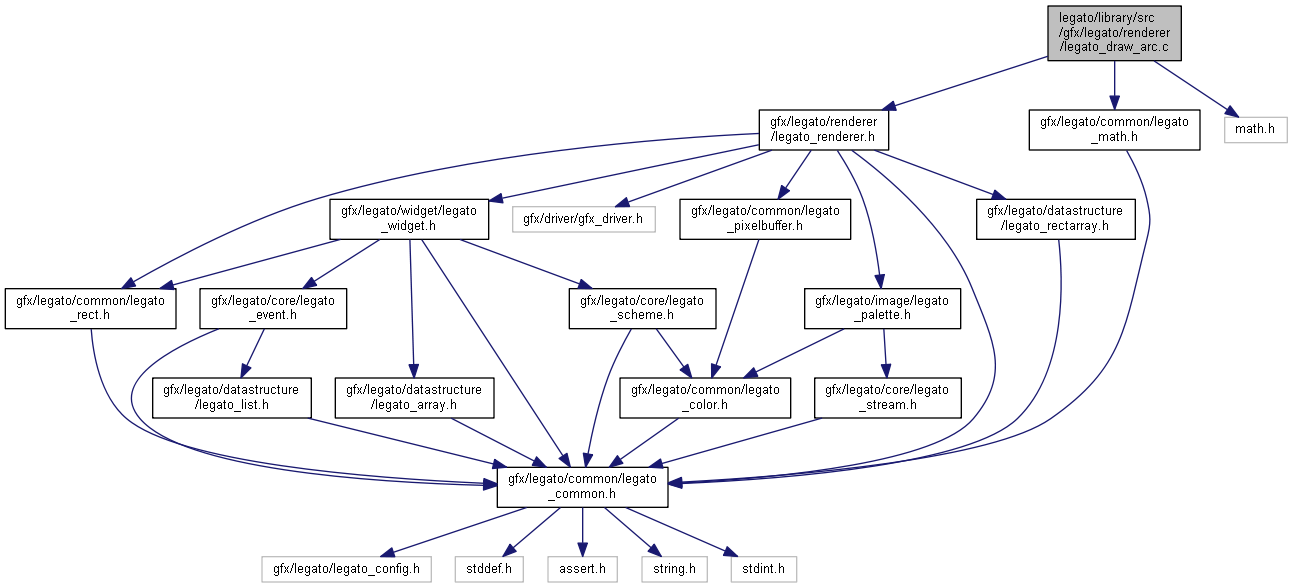 legato/library/src
/gfx/legato/renderer
/legato_draw_arc.c
gfx/legato/renderer
/legato_renderer.h
gfx/legato/common/legato
_math.h
math.h
gfx/legato/widget/legato
_widget.h
gfx/driver/gfx_driver.h
gfx/legato/common/legato
_pixelbuffer.h
gfx/legato/datastructure
/legato_rectarray.h
gfx/legato/common/legato
_rect.h
gfx/legato/core/legato
_event.h
gfx/legato/core/legato
_scheme.h
gfx/legato/image/legato
_palette.h
gfx/legato/datastructure
/legato_list.h
gfx/legato/datastructure
/legato_array.h
gfx/legato/common/legato
_color.h
gfx/legato/core/legato
_stream.h
gfx/legato/common/legato
_common.h
gfx/legato/legato_config.h
stddef.h
assert.h
string.h
stdint.h